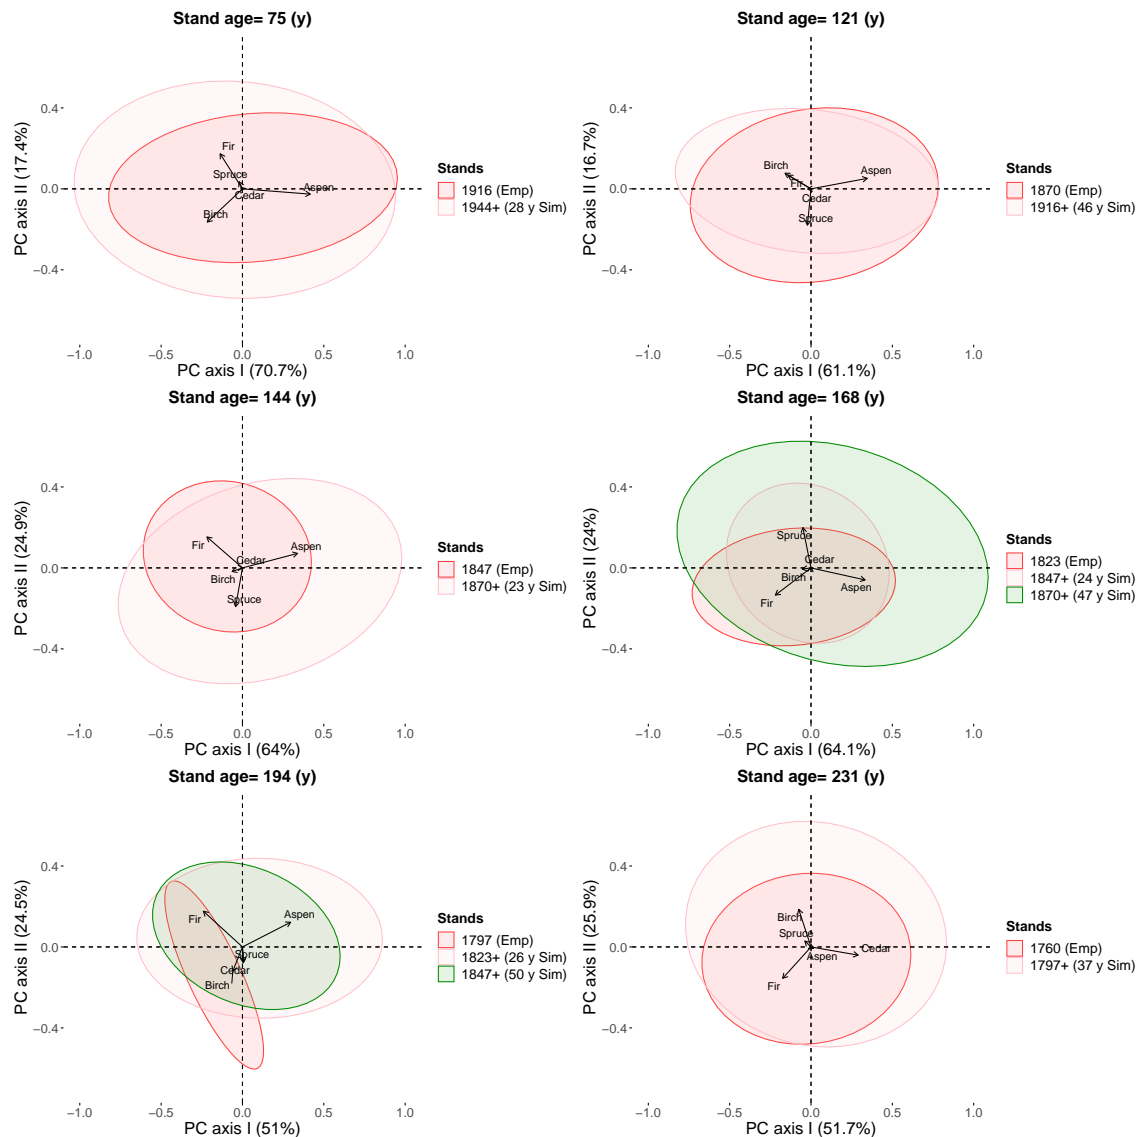 Stand age= 75 (y)
PC axis II (17.4%)
0.4
0.0
−0.4
Fir
Spruce
Cedar
Aspen
Birch
−1.0 −0.5 0.0 0.5 1.0
PC axis I (70.7%)
Stands
1916 (Emp)
1944+ (28 y Sim)
Stand age= 121 (y)
PC axis II (16.7%)
0.4
0.0
−0.4
Birch
Aspen
Fir
Cedar
Spruce
−1.0 −0.5 0.0 0.5 1.0
PC axis I (61.1%)
Stands
1870 (Emp)
1916+ (46 y Sim)
Stand age= 144 (y)
PC axis II (24.9%)
0.4
0.0
−0.4
Fir
Aspen
Cedar
Birch
Spruce
−1.0 −0.5 0.0 0.5 1.0
PC axis I (64%)
Stands
1847 (Emp)
1870+ (23 y Sim)
Stand age= 168 (y)
PC axis II (24%)
0.4
0.0
−0.4
Spruce
Cedar
Birch
Aspen
Fir
−1.0 −0.5 0.0 0.5 1.0
PC axis I (64.1%)
Stands
1823 (Emp)
1847+ (24 y Sim)
1870+ (47 y Sim)
Stand age= 194 (y)
PC axis II (24.5%)
0.4
0.0
−0.4
Fir
Aspen
Spruce
Cedar
Birch
−1.0 −0.5 0.0 0.5 1.0
PC axis I (51%)
Stands
1797 (Emp)
1823+ (26 y Sim)
1847+ (50 y Sim)
Stand age= 231 (y)
PC axis II (25.9%)
0.4
0.0
−0.4
Birch
Spruce
Cedar
Aspen
Fir
−1.0 −0.5 0.0 0.5 1.0
PC axis I (51.7%)
Stands
1760 (Emp)
1797+ (37 y Sim)